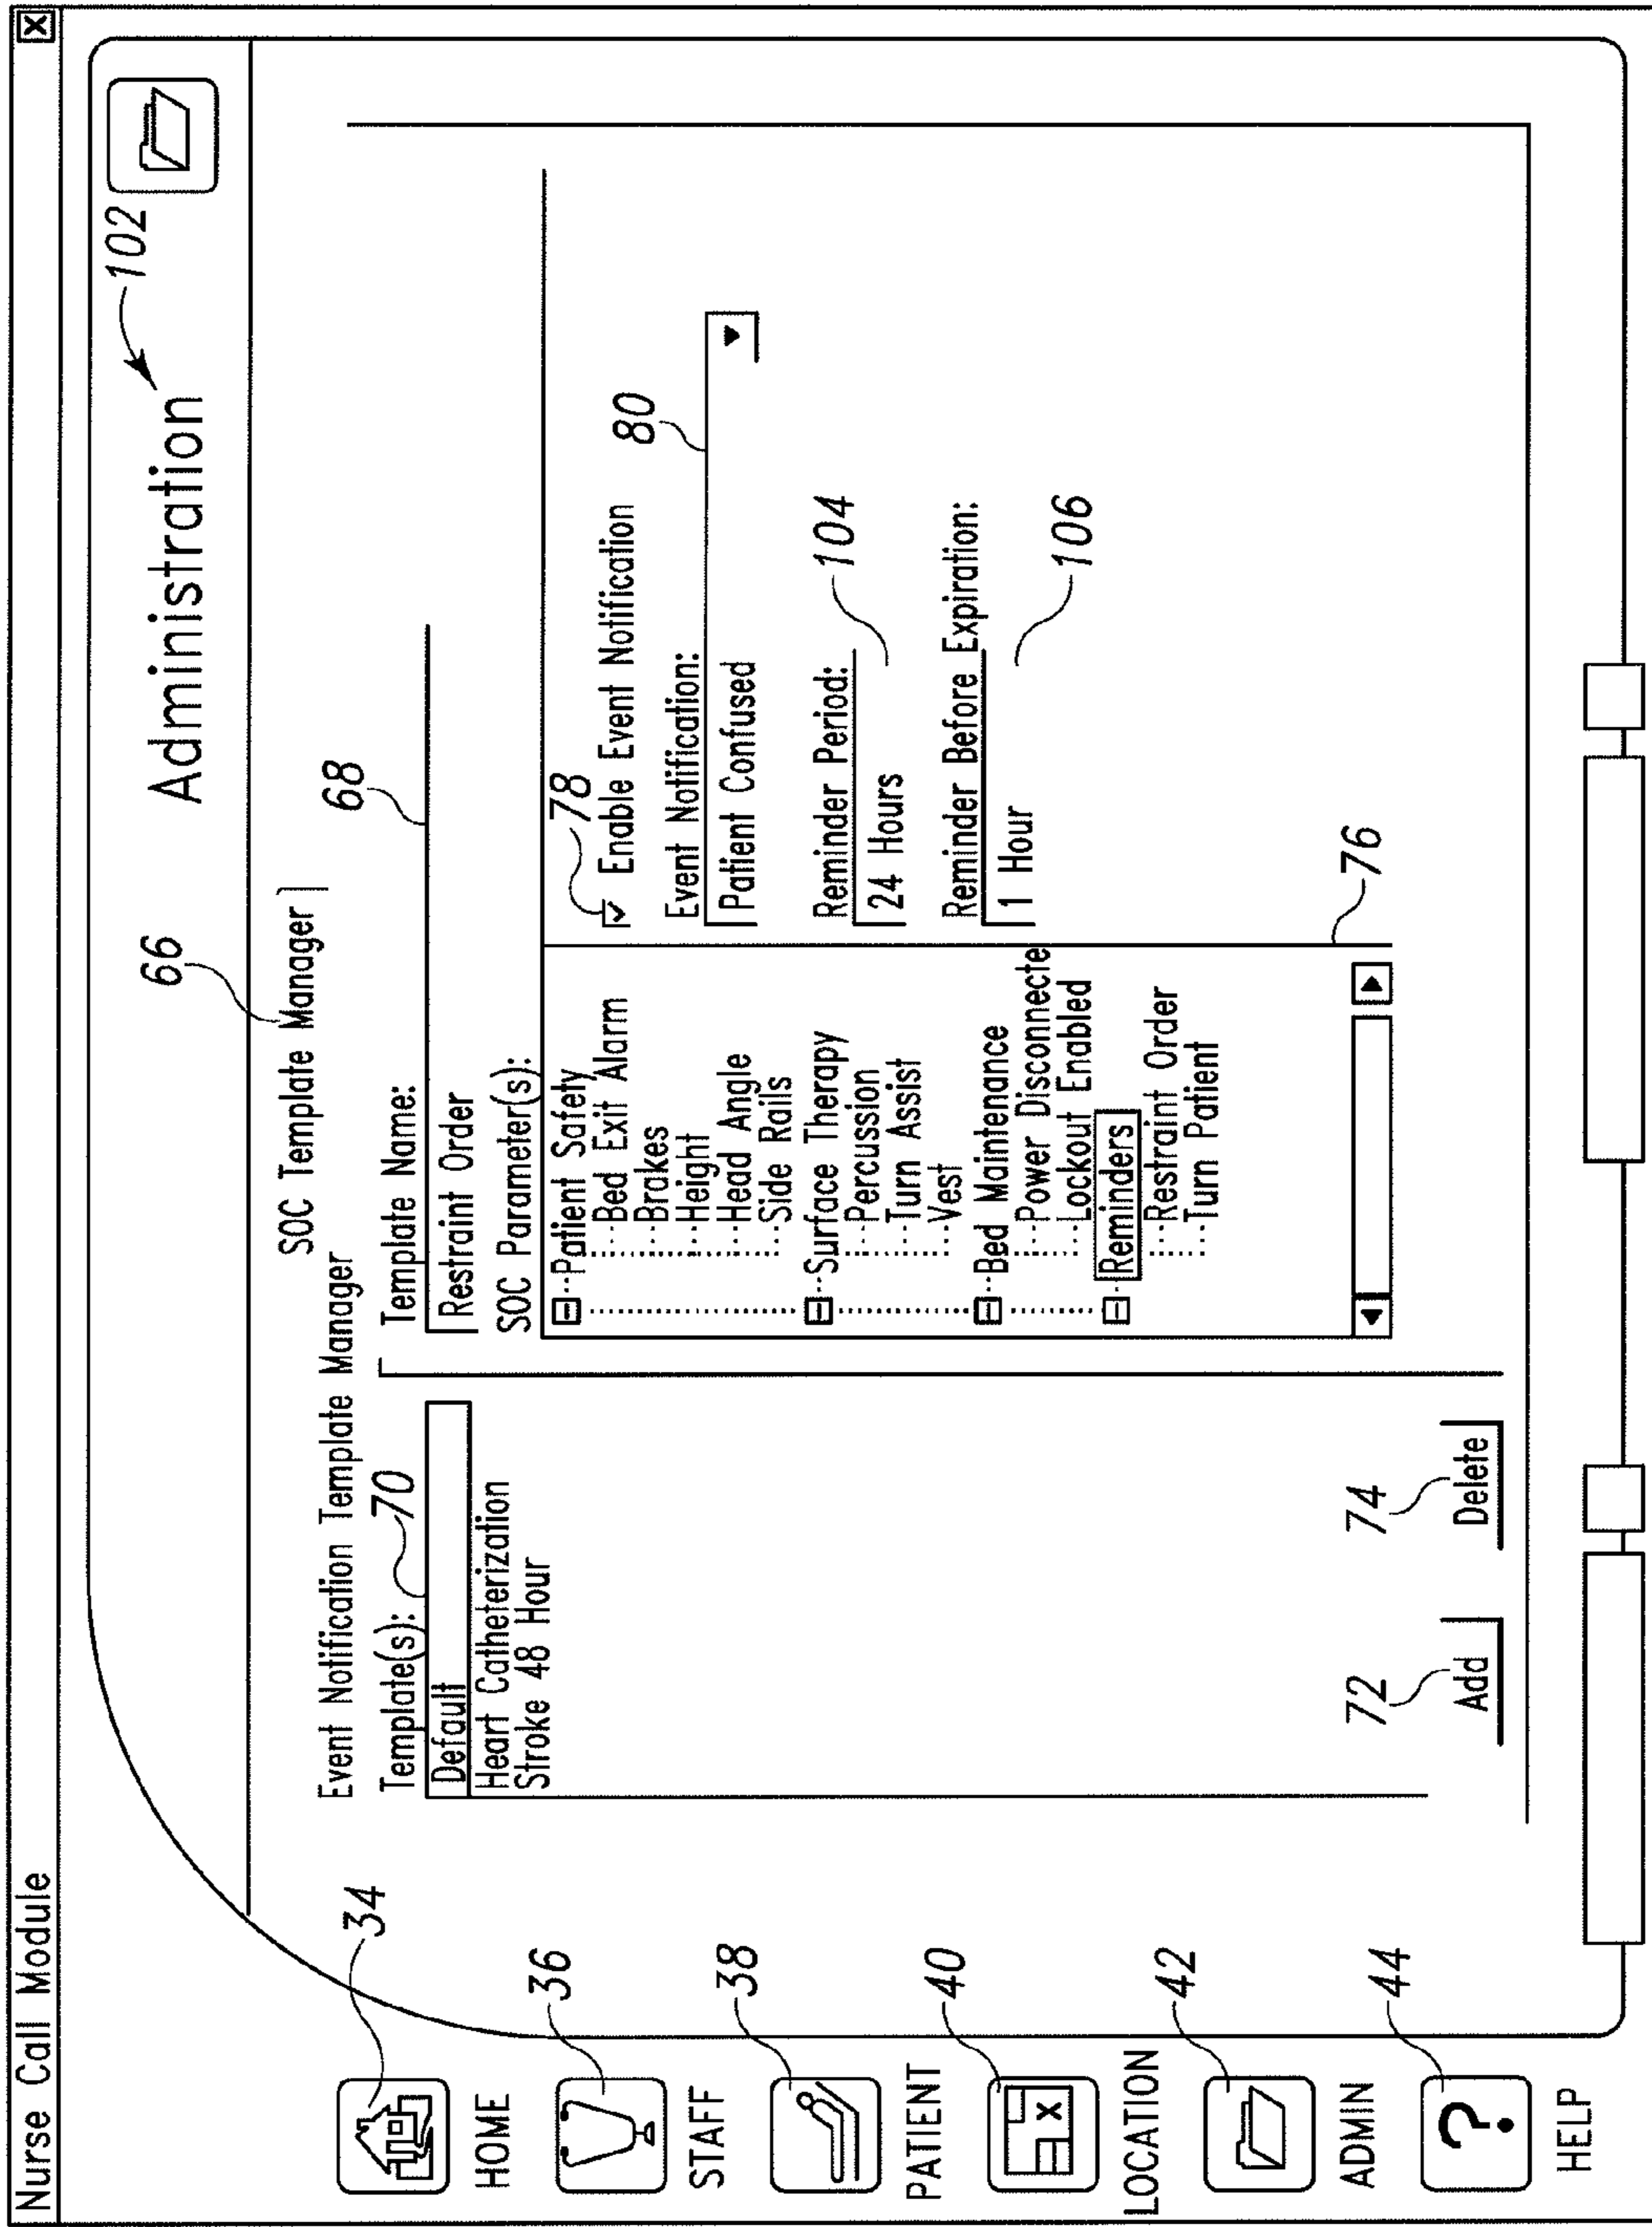 Nurse Call Module
X
Administration
102
66
SOC Template Manager
Event Notification Template Manager
Template(s):
70
Default
Heart Catheterization
Stroke 48 Hour
72
Add
74
Delete
Template Name:
68
Restraint Order
SOC Parameter(s):
Patient Safety
Bed Exit Alarm
Brakes
Height
Head Angle
Side Rails
Surface Therapy
Percussion
Turn Assist
Vest
Bed Maintenance
Power Disconnecte
Lockout Enabled
Reminders
Restraint Order
Turn Patient
76
78
Enable Event Notification
Event Notification:
80
Patient Confused
Reminder Period:
24 Hours
104
Reminder Before Expiration:
1 Hour
106
34
HOME
36
STAFF
38
PATIENT
40
X
LOCATION
42
ADMIN
44
?
HELP